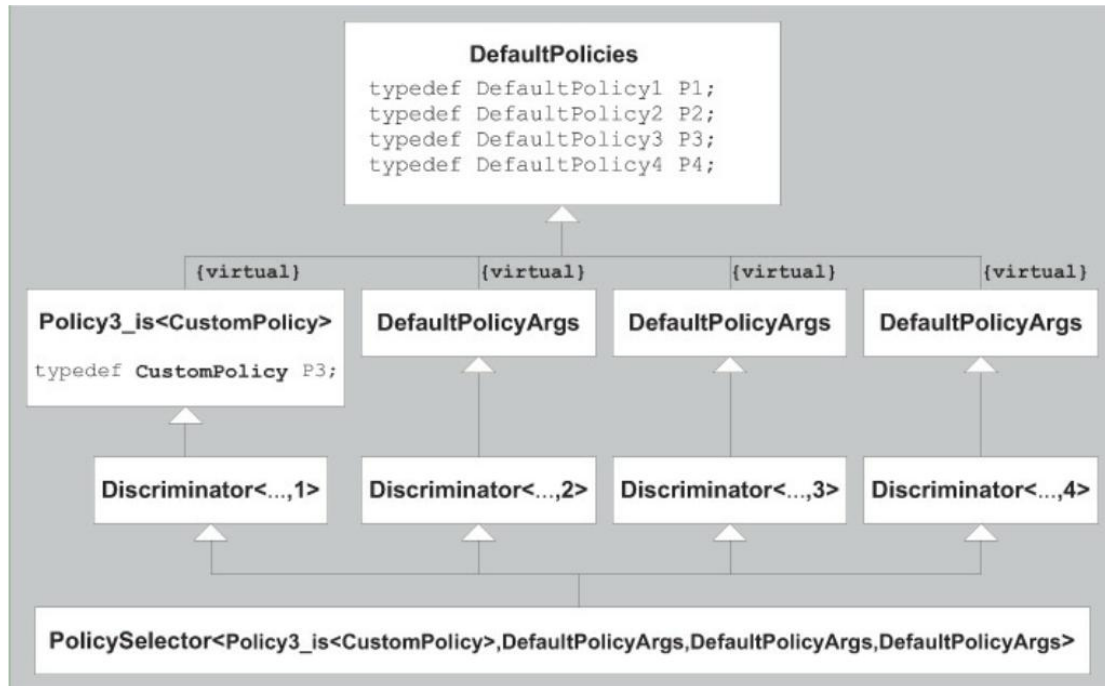 DefaultPolicies
typedef DefaultPolicy1 P1;
typedef DefaultPolicy2 P2;
typedef DefaultPolicy3 P3;
typedef DefaultPolicy4 P4;
{virtual}
{virtual}
{virtual}
{virtual}
Policy3_is<CustomPolicy>
typedef CustomPolicy P3;
DefaultPolicyArgs
DefaultPolicyArgs
DefaultPolicyArgs
Discriminator<...,1>
Discriminator<...,2>
Discriminator<...,3>
Discriminator<...,4>
PolicySelector<Policy3_is<CustomPolicy>,DefaultPolicyArgs,DefaultPolicyArgs,DefaultPolicyArgs>